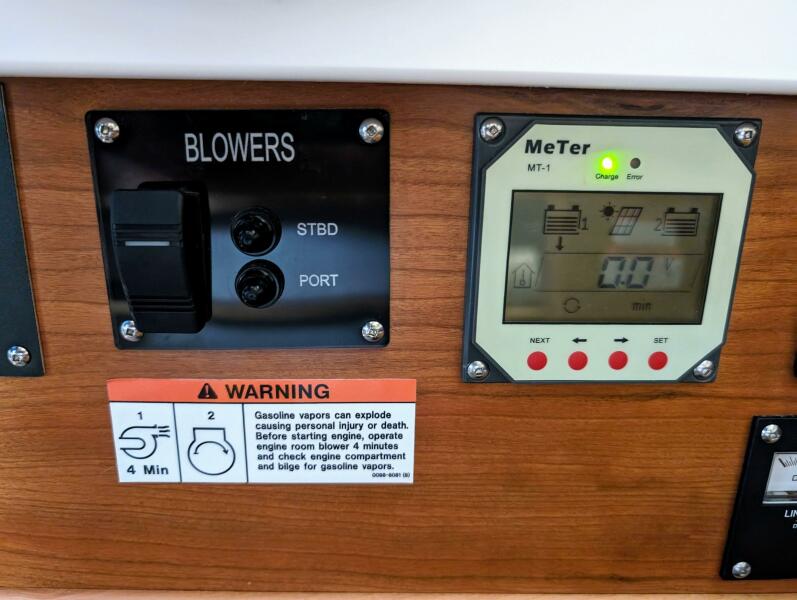 BLOWERS
STBD
PORT
MeTer
MT-1
Charge Error
1
2
0.0 V
min
NEXT
SET
WARNING
1
2
4 Min
Gasoline vapors can explode
causing personal injury or death.
Before starting engine, operate
engine room blower 4 minutes
and check engine compartment
and bilge for gasoline vapors.
LIN